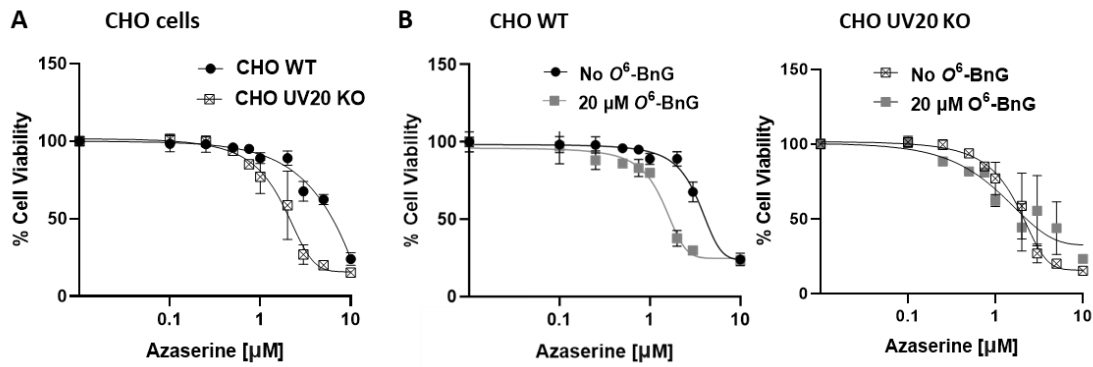 A
CHO cells
CHO WT
CHO UV20 KO
150
100
50
0
% Cell Viability
0.1
1
10
Azaserine [µM]
B
CHO WT
No O⁶-BnG
20 µM O⁶-BnG
150
100
50
0
% Cell Viability
0.1
1
10
Azaserine [µM]
CHO UV20 KO
No O⁶-BnG
20 µM O⁶-BnG
150
100
50
0
% Cell Viability
0.1
1
10
Azaserine [µM]